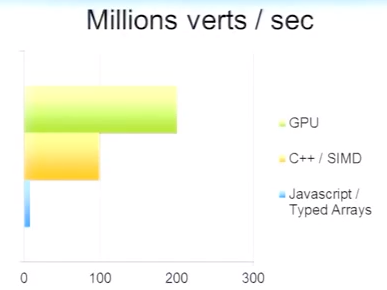 Millions verts / sec
GPU
C++ / SIMD
Javascript /
Typed Arrays
0 100 200 300